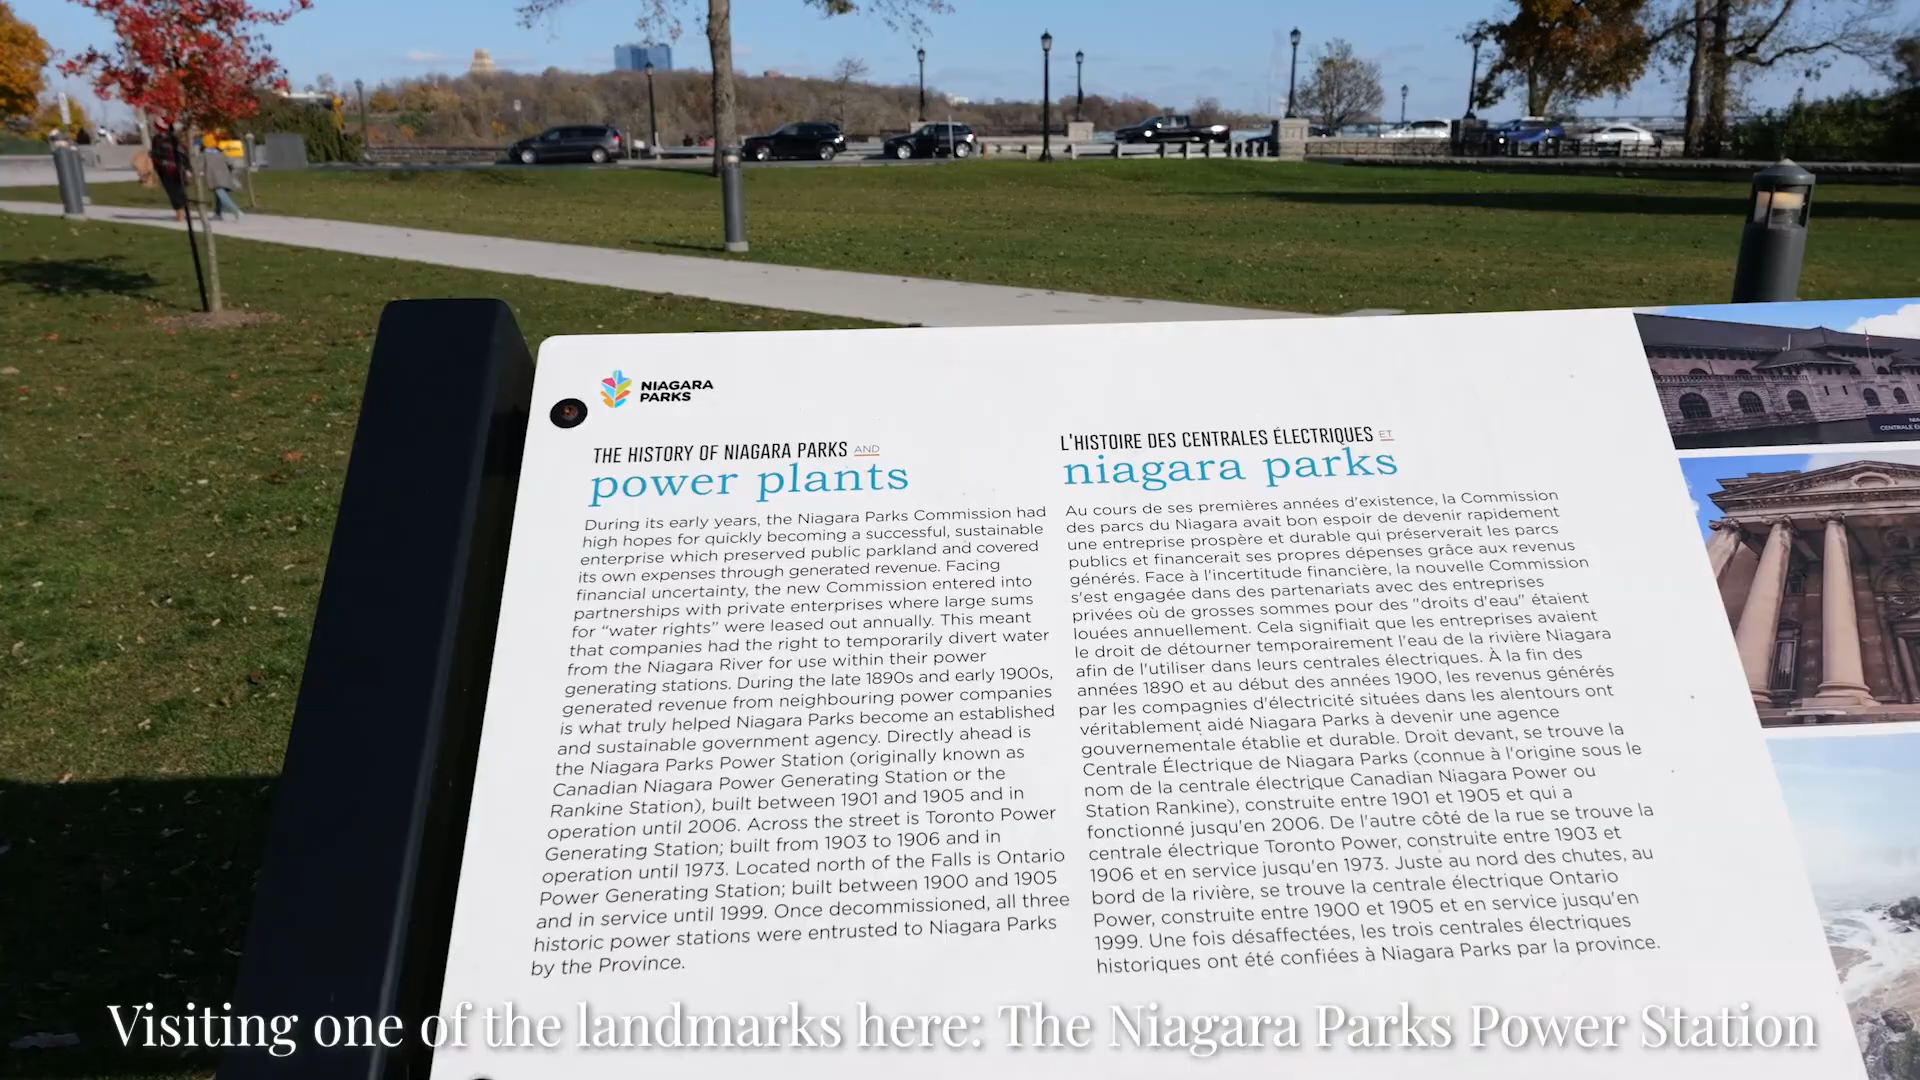 NIAGARA
PARKS
THE HISTORY OF NIAGARA PARKS AND
power plants
During its early years, the Niagara Parks Commission had
high hopes for quickly becoming a successful, sustainable
enterprise which preserved public parkland and covered
its own expenses through generated revenue. Facing
financial uncertainty, the new Commission entered into
partnerships with private enterprises where large sums
for “water rights” were leased out annually. This meant
that companies had the right to temporarily divert water
from the Niagara River for use within their power
generating stations. During the late 1890s and early 1900s,
generated revenue from neighbouring power companies
is what truly helped Niagara Parks become an established
and sustainable government agency. Directly ahead is
the Niagara Parks Power Station (originally known as
Canadian Niagara Power Generating Station or the
Rankine Station), built between 1901 and 1905 and in
operation until 2006. Across the street is Toronto Power
Generating Station; built from 1903 to 1906 and in
operation until 1973. Located north of the Falls is Ontario
Power Generating Station; built between 1900 and 1905
and in service until 1999. Once decommissioned, all three
historic power stations were entrusted to Niagara Parks
by the Province.
L'HISTOIRE DES CENTRALES ÉLECTRIQUES ET
niagara parks
Au cours de ses premières années d'existence, la Commission
des parcs du Niagara avait bon espoir de devenir rapidement
une entreprise prospère et durable qui préserverait les parcs
publics et financerait ses propres dépenses grâce aux revenus
générés. Face à l'incertitude financière, la nouvelle Commission
s'est engagée dans des partenariats avec des entreprises
privées où de grosses sommes pour des "droits d'eau" étaient
louées annuellement. Cela signifiait que les entreprises avaient
le droit de détourner temporairement l'eau de la rivière Niagara
afin de l'utiliser dans leurs centrales électriques. À la fin des
années 1890 et au début des années 1900, les revenus générés
par les compagnies d'électricité situées dans les alentours ont
véritablement aidé Niagara Parks à devenir une agence
gouvernementale établie et durable. Droit devant, se trouve la
Centrale Électrique de Niagara Parks (connue à l'origine sous le
nom de la centrale électrique Canadian Niagara Power ou
Station Rankine), construite entre 1901 et 1905 et qui a
fonctionné jusqu'en 2006. De l'autre côté de la rue se trouve la
centrale électrique Toronto Power, construite entre 1903 et
1906 et en service jusqu'en 1973. Juste au nord des chutes, au
bord de la rivière, se trouve la centrale électrique Ontario
Power, construite entre 1900 et 1905 et en service jusqu'en
1999. Une fois désaffectées, les trois centrales électriques
historiques ont été confiées à Niagara Parks par la province.
Visiting one of the landmarks here: The Niagara Parks Power Station